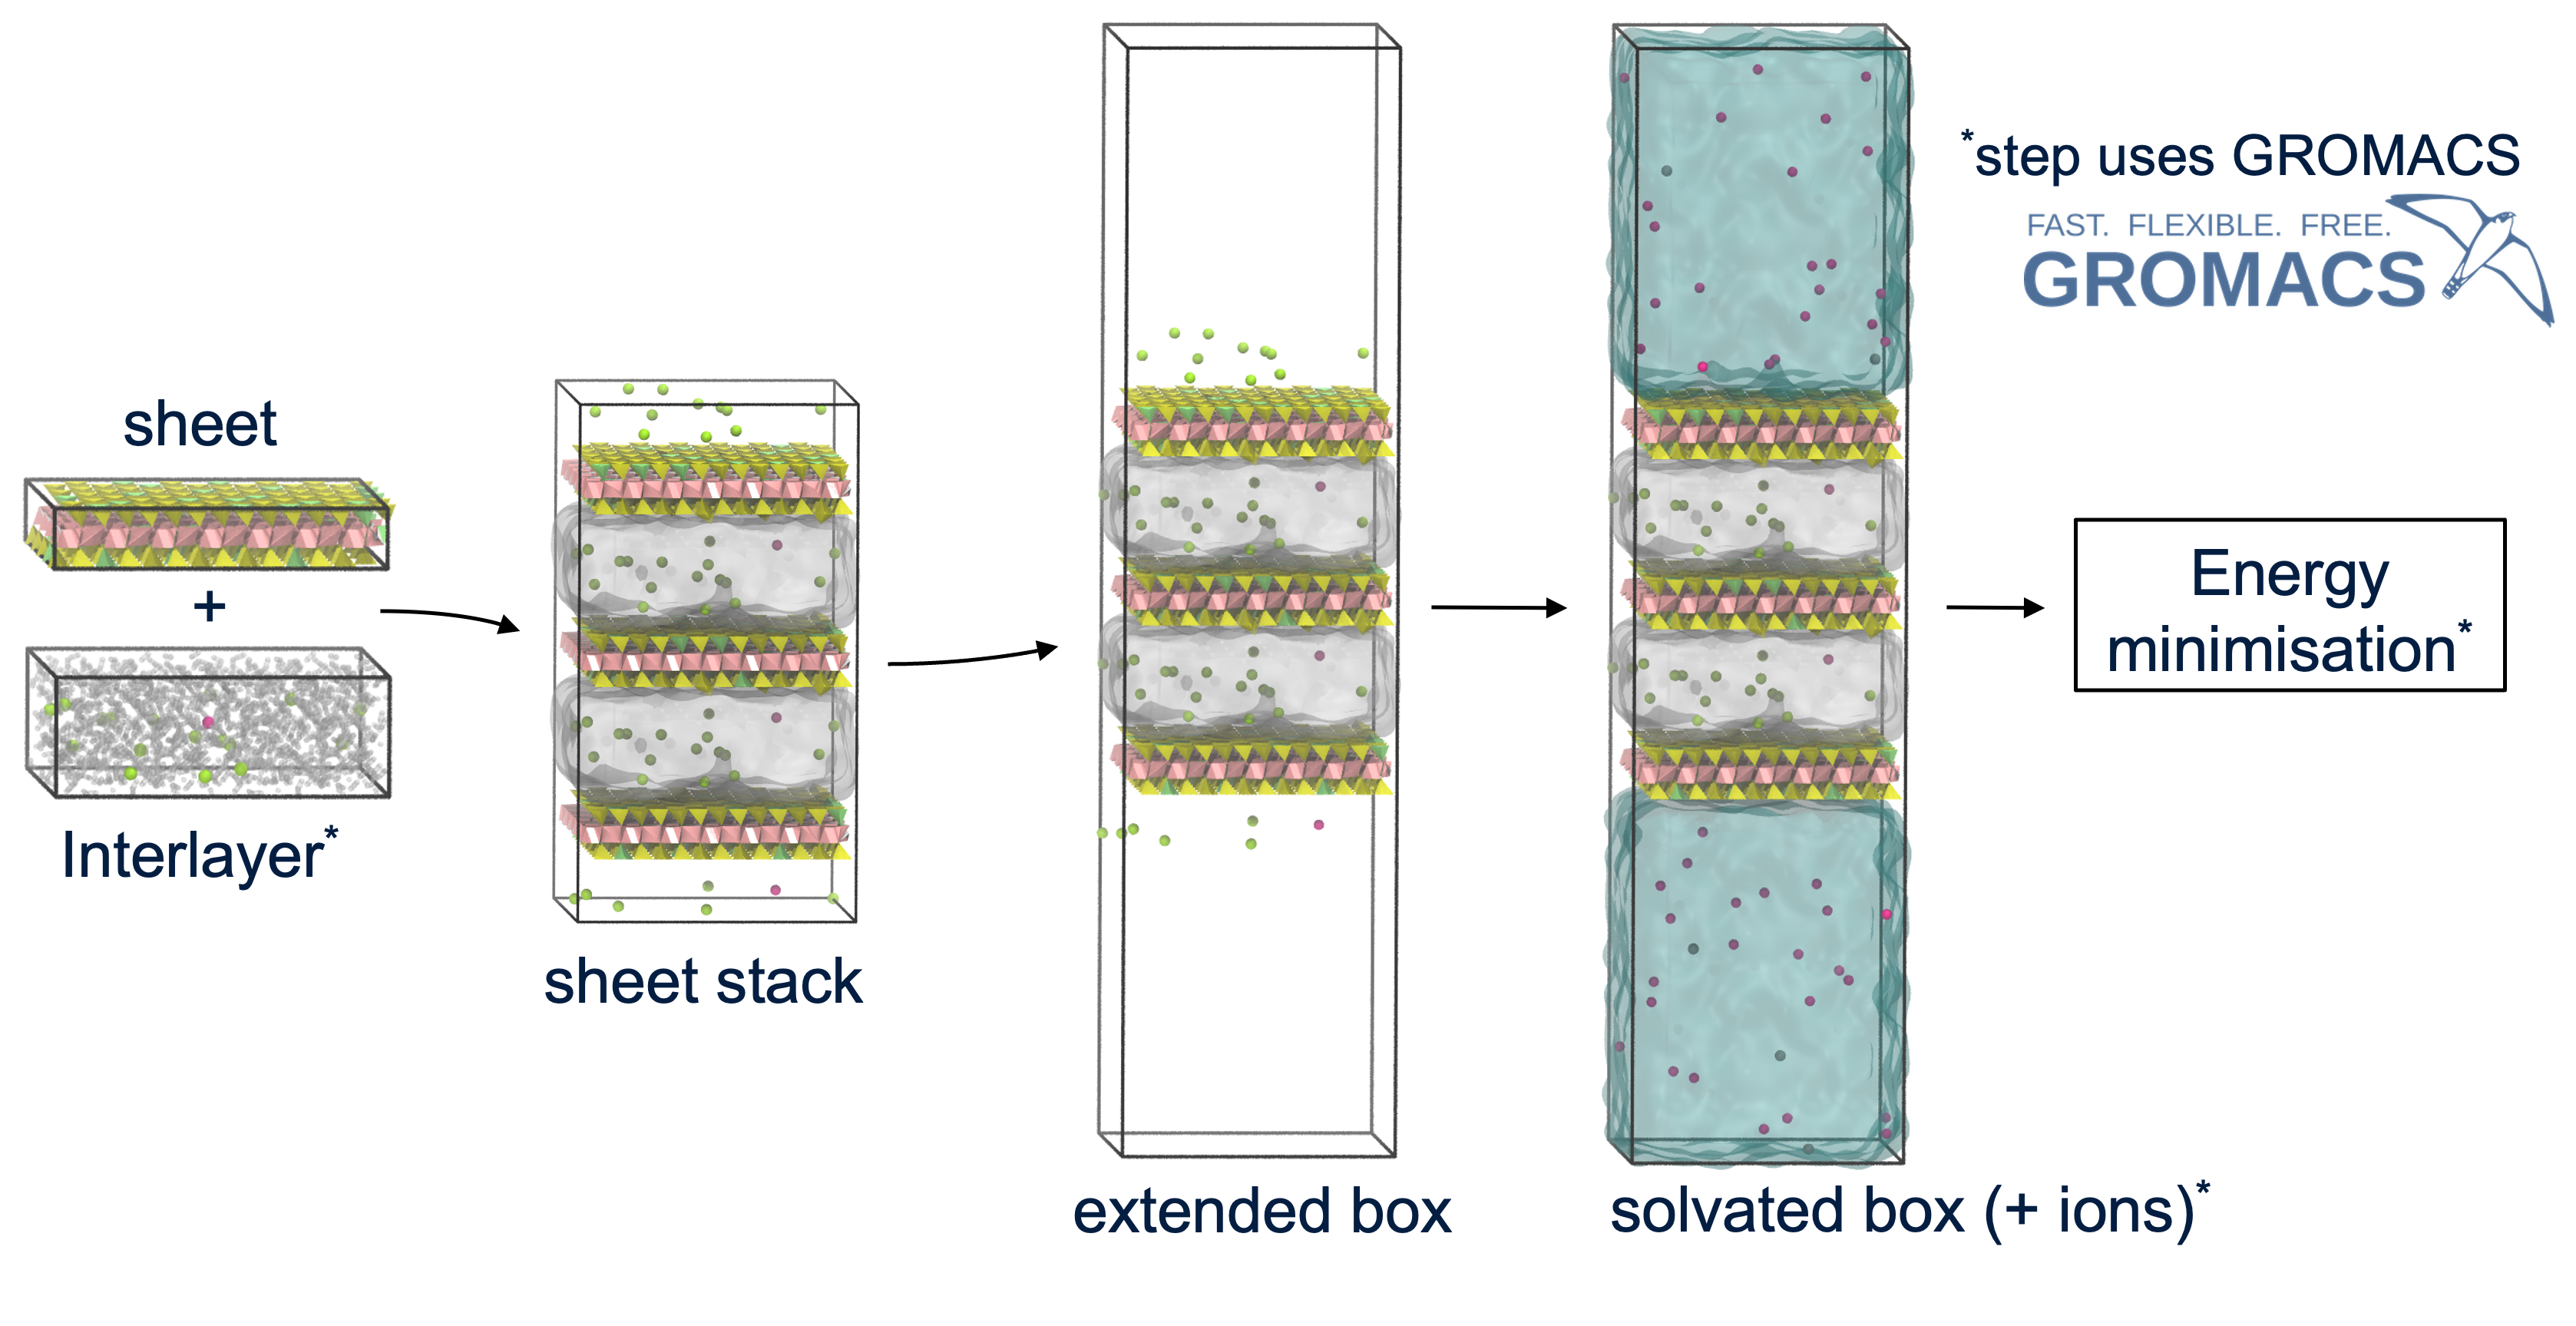 sheet
+
Interlayer*
sheet stack
extended box
solvated box (+ ions)*
*step uses GROMACS
FAST. FLEXIBLE. FREE.
GROMACS
Energy
minimisation*